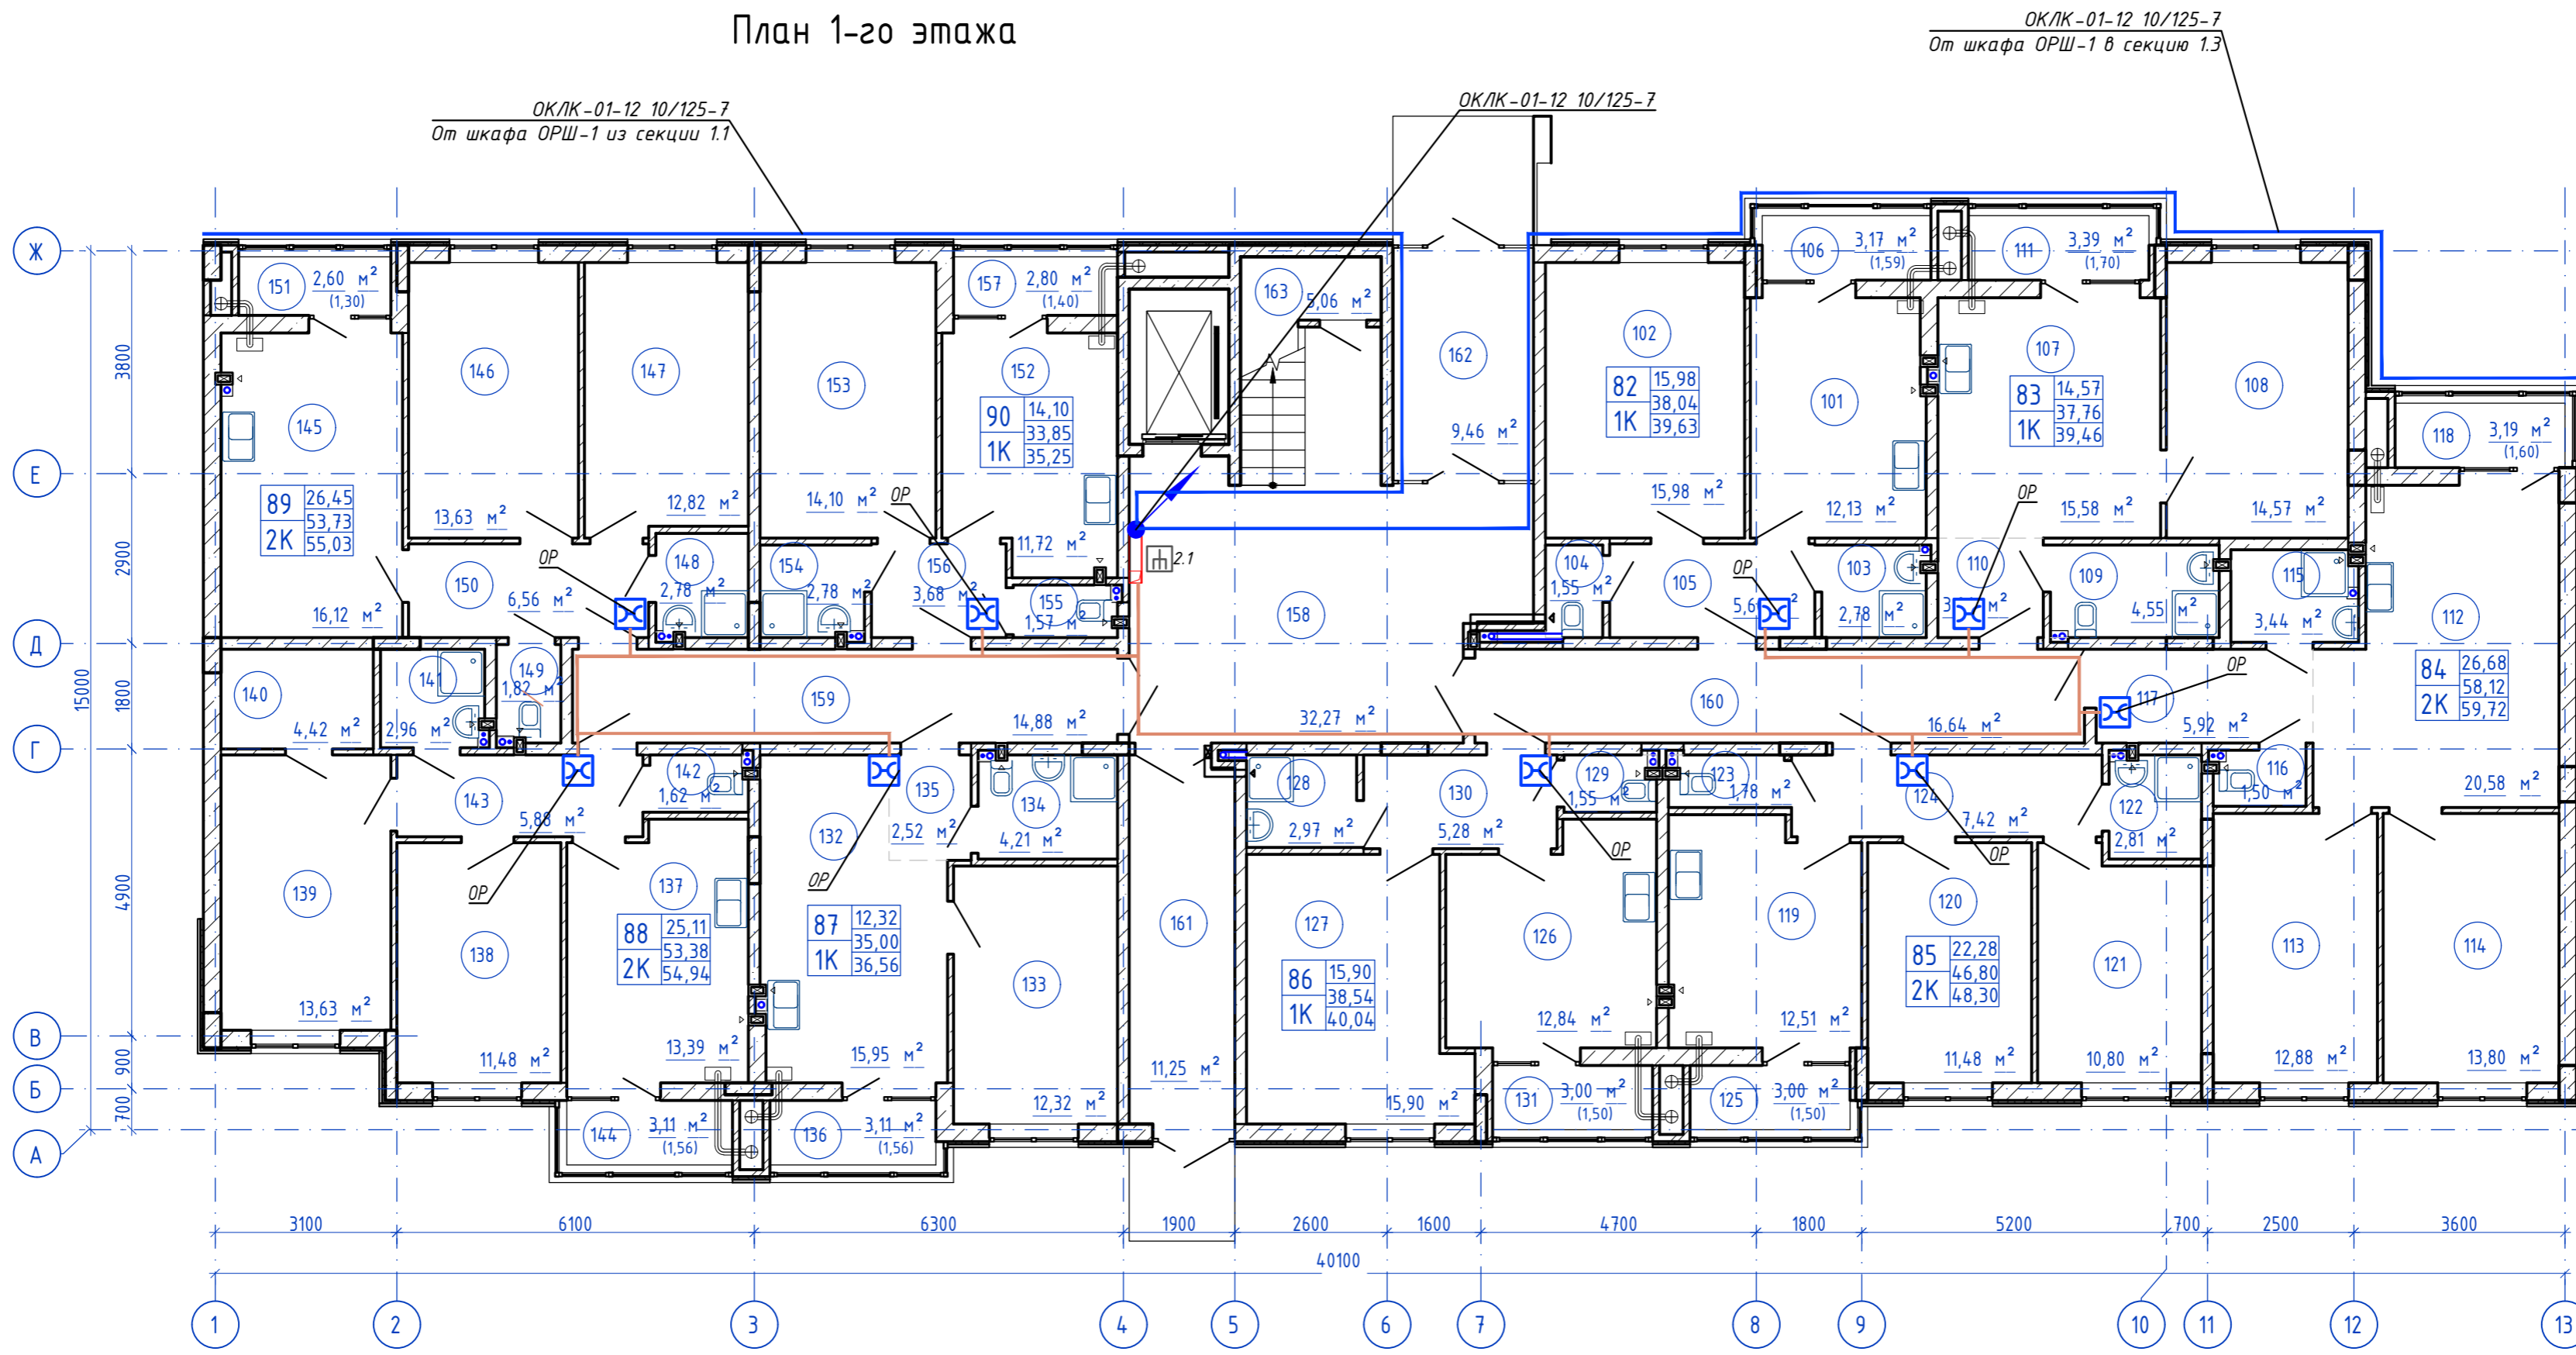 План 1-го этажа
ОКЛК-01-12 10/125-7
От шкафа ОРШ-1 в секцию 1.3
ОКЛК-01-12 10/125-7
От шкафа ОРШ-1 из секции 1.1
ОКЛК-01-12 10/125-7
Ж
Е
Д
Г
В
Б
А
3800
2900
1800
4900
900
700
15000
151
2,60 м²
(1,30)
146
147
153
157
2,80 м²
(1,40)
152
163
5,06 м²
162
9,46 м²
102
106
3,17 м²
(1,59)
111
3,39 м²
(1,70)
101
107
108
118
3,19 м²
(1,60)
145
89 26,45
53,73
2К 55,03
90 14,10
33,85
1К 35,25
82 15,98
38,04
1К 39,63
83 14,57
37,76
1К 39,46
13,63 м²
12,82 м²
14,10 м²
ОР
11,72 м²
15,98 м²
12,13 м²
ОР
15,58 м²
14,57 м²
16,12 м²
150
6,56 м²
ОР
148
2,78 м²
154
2,78 м²
156
3,68 м²
155
1,57 м²
2.1
158
104
1,55 м²
105
ОР
103
2,78 м²
110
109
4,55 м²
115
3,44 м²
112
140
4,42 м²
141
2,96 м²
149
1,82 м²
159
14,88 м²
32,27 м²
160
16,64 м²
117
ОР
5,92 м²
84 26,68
58,12
2К 59,72
143
5,88 м²
142
1,62 м²
132
135
2,52 м²
134
4,21 м²
128
2,97 м²
130
5,28 м²
129
1,55 м²
123
1,78 м²
124
7,42 м²
122
2,81 м²
116
1,50 м²
20,58 м²
ОР
ОР
ОР
ОР
139
13,63 м²
138
11,48 м²
137
88 25,11
53,38
2К 54,94
13,39 м²
87 12,32
35,00
1К 36,56
15,95 м²
133
12,32 м²
161
11,25 м²
127
86 15,90
38,54
1К 40,04
15,90 м²
126
12,84 м²
119
12,51 м²
120
85 22,28
46,80
2К 48,30
11,48 м²
121
10,80 м²
113
12,88 м²
114
13,80 м²
144
3,11 м²
(1,56)
136
3,11 м²
(1,56)
131
3,00 м²
(1,50)
125
3,00 м²
(1,50)
3100
6100
6300
1900
2600
1600
4700
1800
5200
700
2500
3600
40100
1
2
3
4
5
6
7
8
9
10
11
12
13